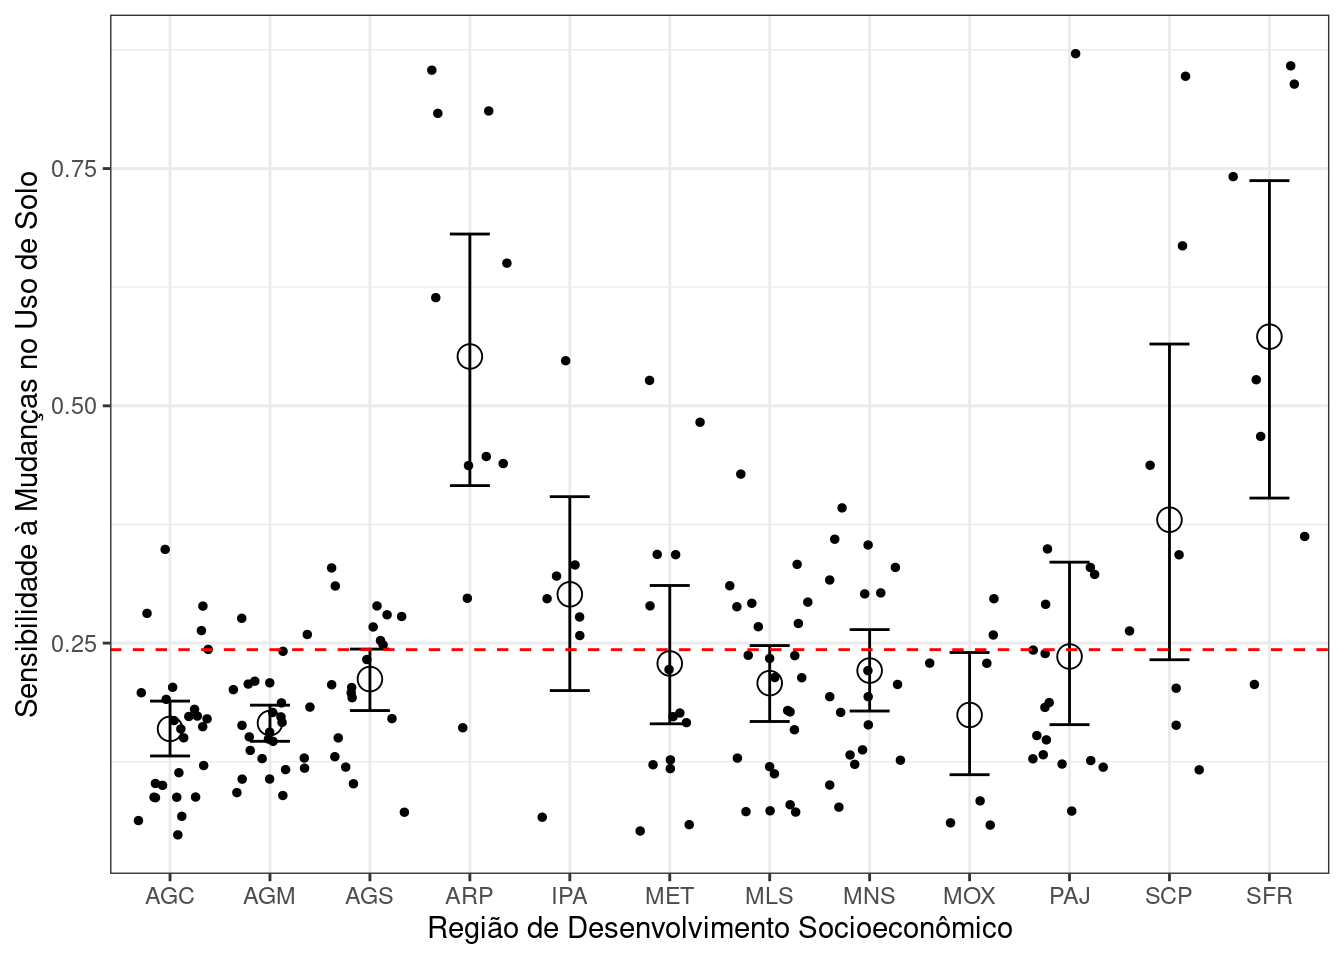 Sensibilidade à Mudanças no Uso de Solo
0.75
0.50
0.25
AGC AGM AGS ARP IPA MET MLS MNS MOX PAJ SCP SFR
Região de Desenvolvimento Socioeconômico